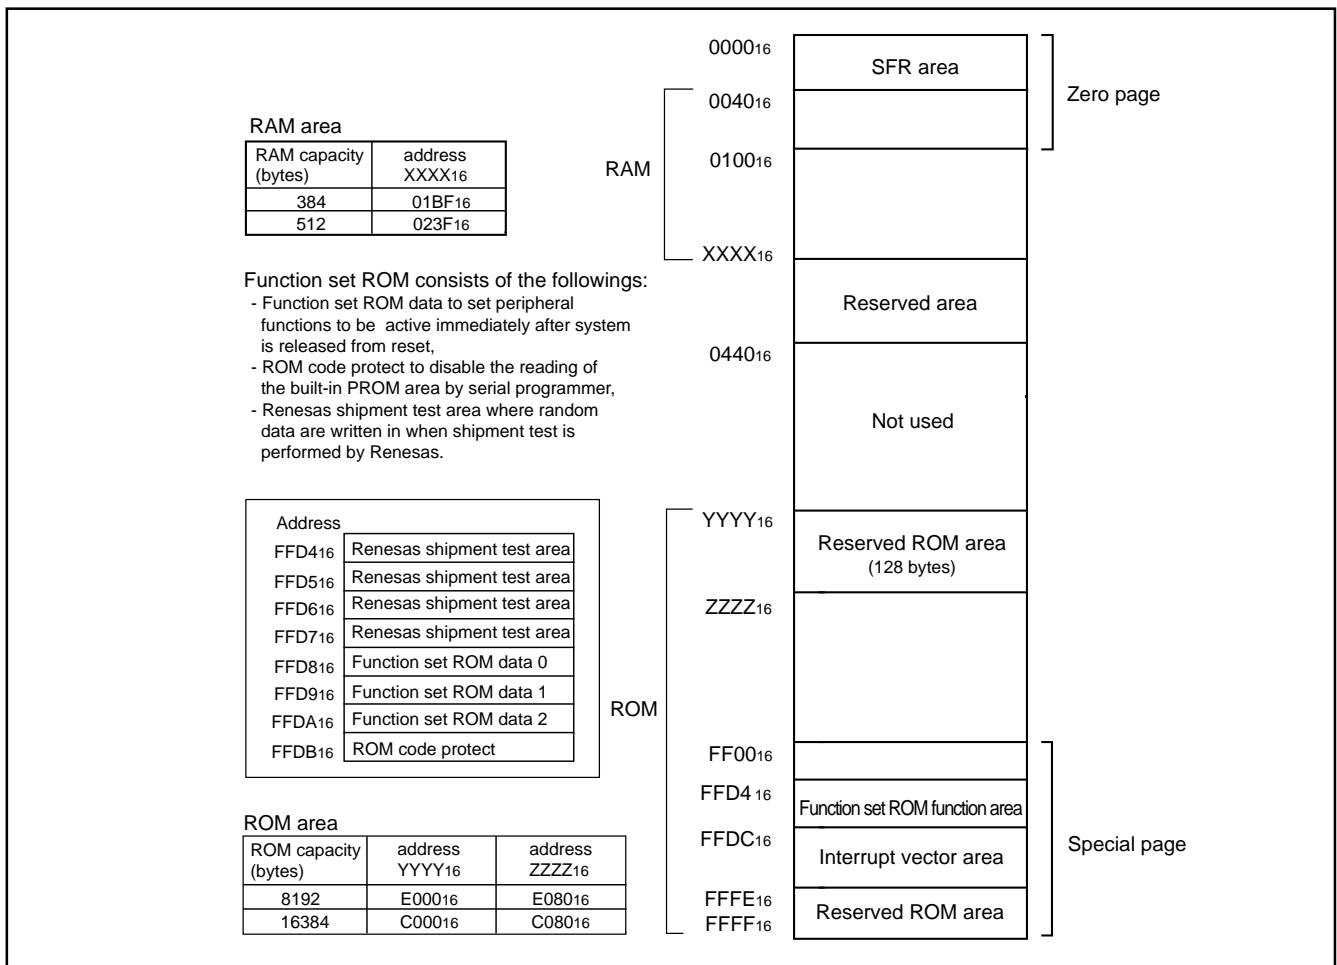 RAM area
RAM capacity (bytes) address XXXX16
384 01BF16
512 023F16
Function set ROM consists of the followings:
- Function set ROM data to set peripheral
functions to be active immediately after system
is released from reset,
- ROM code protect to disable the reading of
the built-in PROM area by serial programmer,
- Renesas shipment test area where random
data are written in when shipment test is
performed by Renesas.
Address
FFD416 Renesas shipment test area
FFD516 Renesas shipment test area
FFD616 Renesas shipment test area
FFD716 Renesas shipment test area
FFD816 Function set ROM data 0
FFD916 Function set ROM data 1
FFDA16 Function set ROM data 2
FFDB16 ROM code protect
ROM area
ROM capacity (bytes) address YYYY16 address ZZZZ16
8192 E00016 E08016
16384 C00016 C08016
RAM
ROM
000016
SFR area
004016
010016
XXXX16
Reserved area
044016
Not used
YYYY16
Reserved ROM area
(128 bytes)
ZZZZ16
FF0016
FFD416
Function set ROM function area
FFDC16
Interrupt vector area
FFFE16
Reserved ROM area
FFFF16
Zero page
Special page